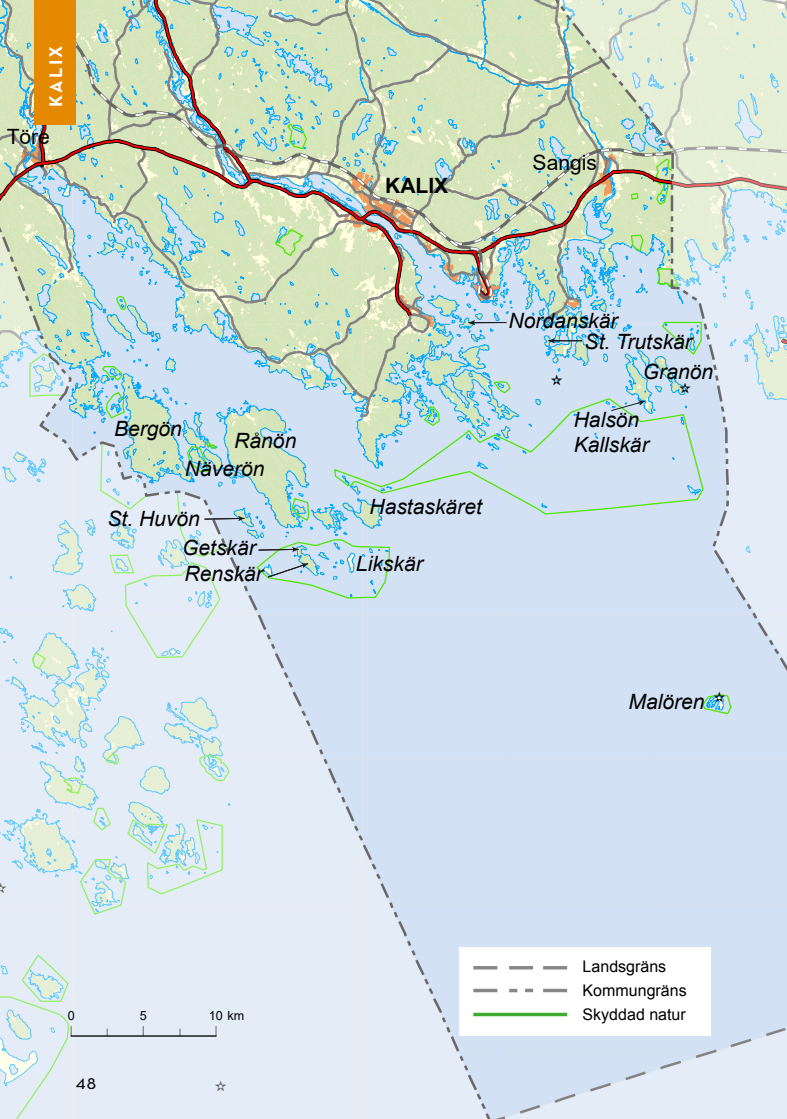 KALIX
Töre
KALIX
Sangis
Nordanskär
St. Trutskär
Granön
Halsön
Kallskär
Bergön
Rånön
Näverön
Hastaskäret
St. Huvön
Getskär
Renskär
Likskär
Malören
Landsgräns
Kommungräns
Skyddad natur
0 5 10 km
48